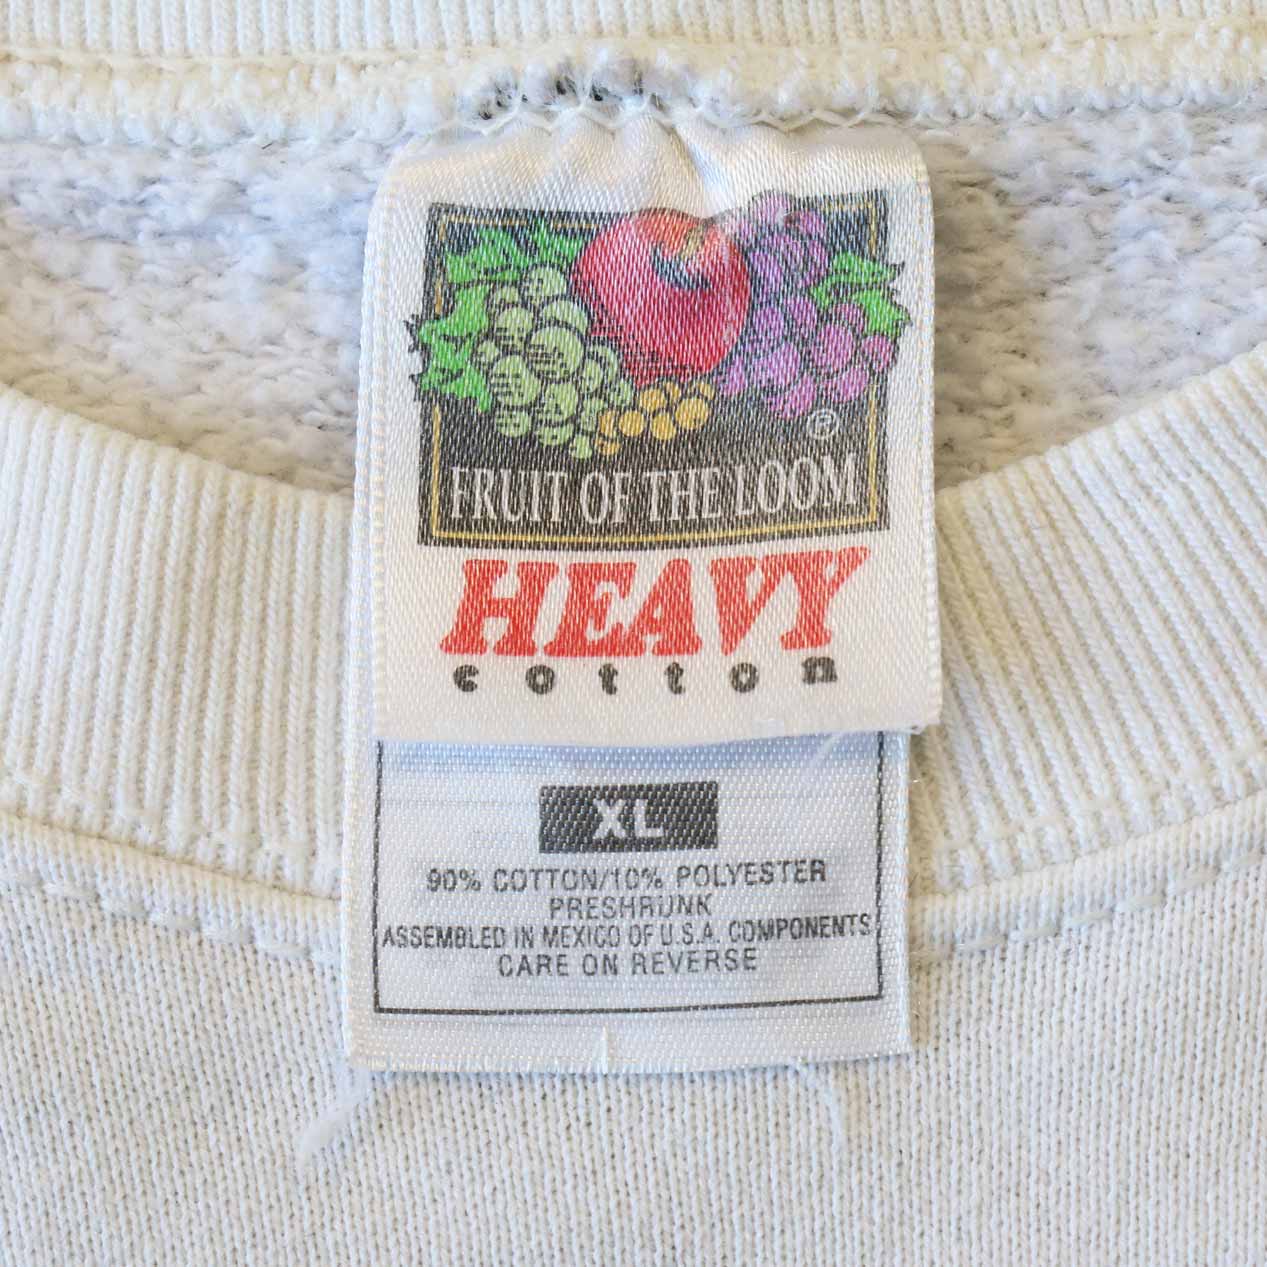 ®
FRUIT OF THE LOOM
HEAVY
cotton
XL
90% COTTON/10% POLYESTER
PRESHRUNK
ASSEMBLED IN MEXICO OF U.S.A. COMPONENTS
CARE ON REVERSE